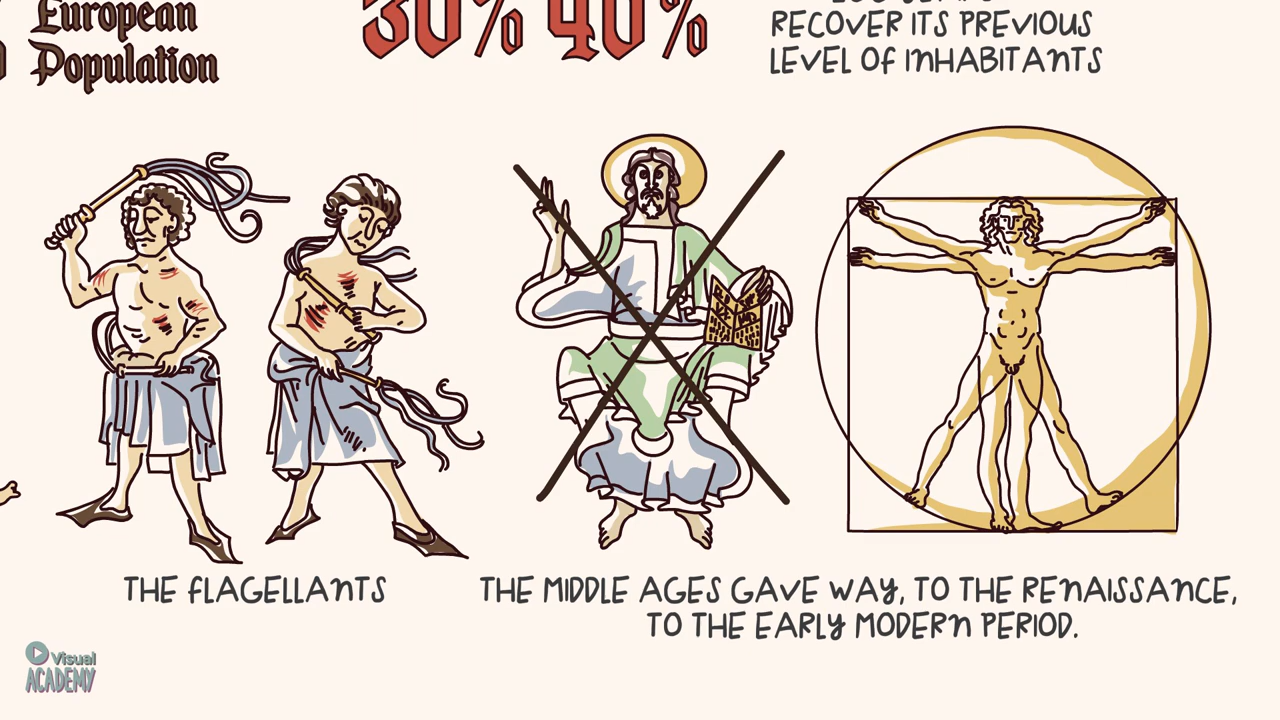 European
Population
30% 40%
RECOVER ITS PREVIOUS
LEVEL OF INHABITANTS
THE FLAGELLANTS
THE MIDDLE AGES GAVE WAY, TO THE RENAISSANCE,
TO THE EARLY MODERN PERIOD.
Visual
ACADEMY